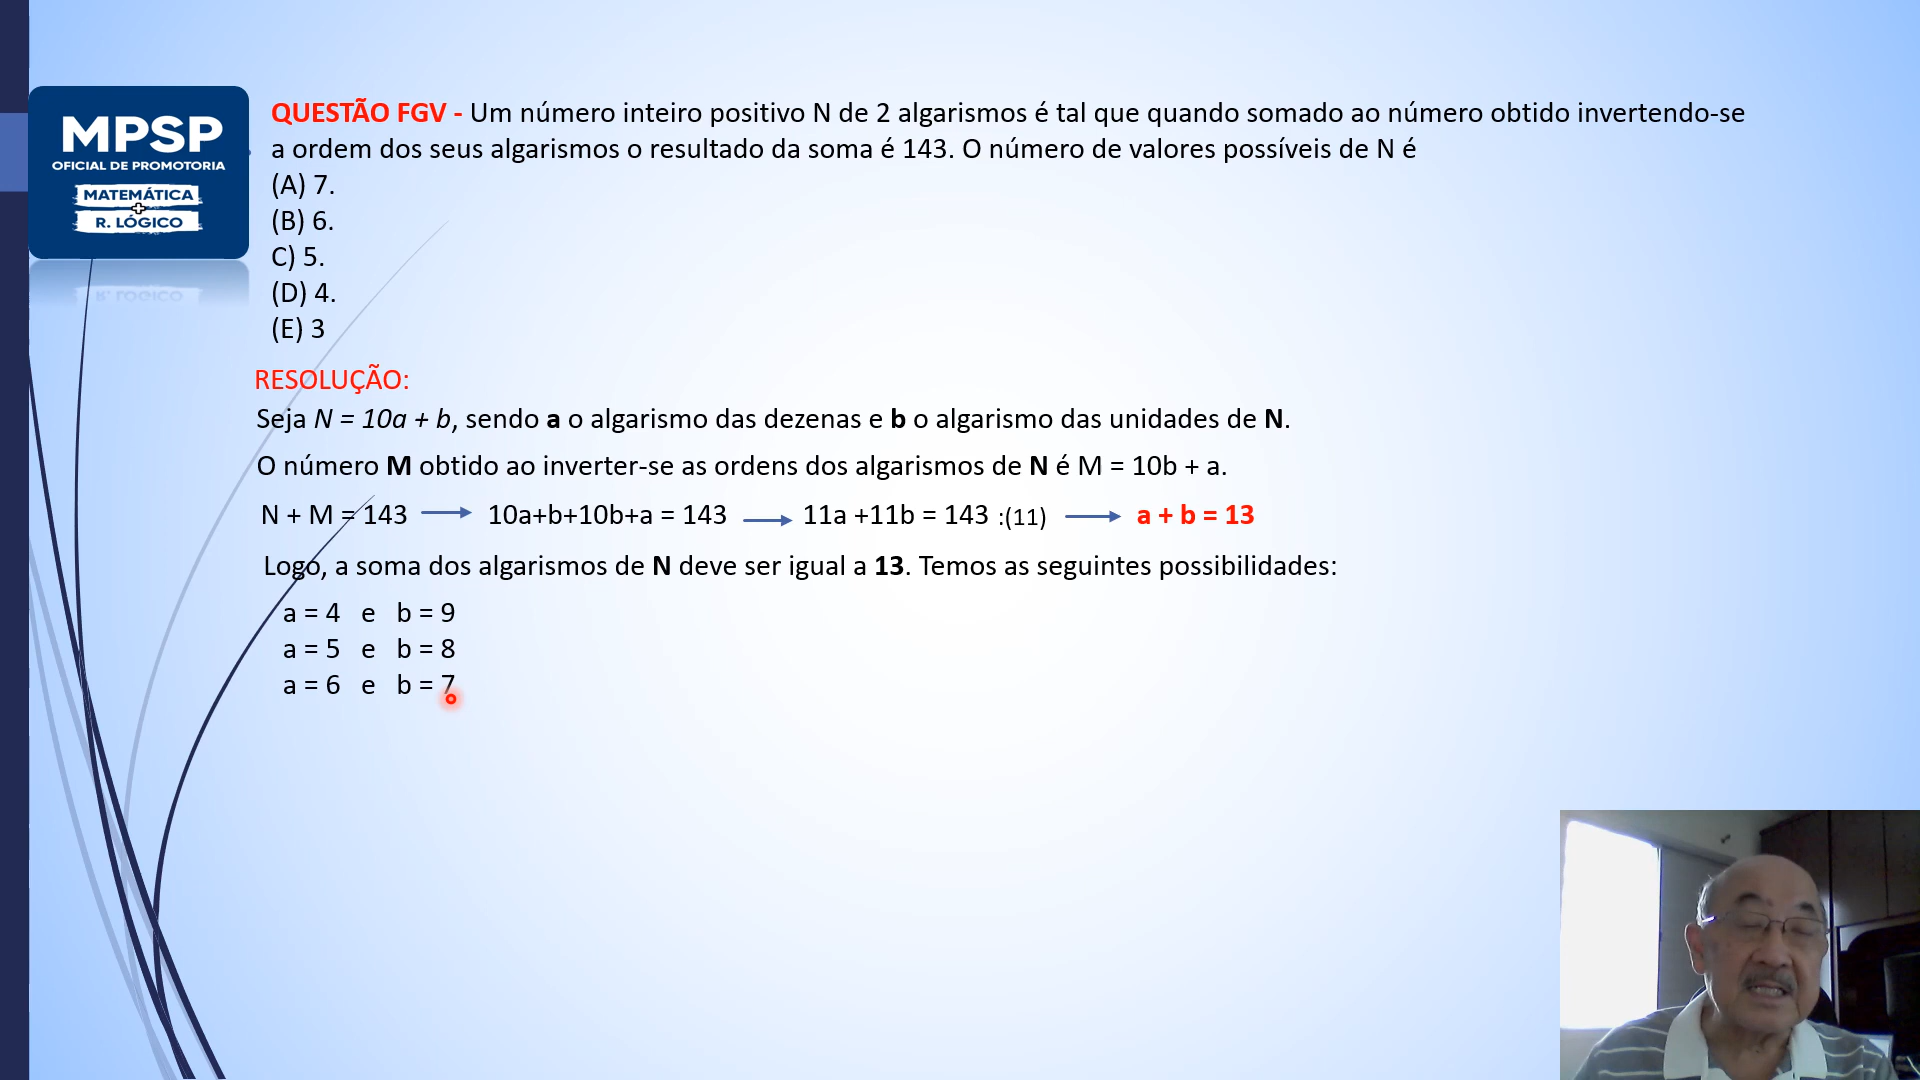 MPSP
OFICIAL DE PROMOTORIA
MATEMÁTICA
+
R. LÓGICO
QUESTÃO FGV - Um número inteiro positivo N de 2 algarismos é tal que quando somado ao número obtido invertendo-se
a ordem dos seus algarismos o resultado da soma é 143. O número de valores possíveis de N é
(A) 7.
(B) 6.
C) 5.
(D) 4.
(E) 3
RESOLUÇÃO:
Seja N = 10a + b, sendo a o algarismo das dezenas e b o algarismo das unidades de N.
O número M obtido ao inverter-se as ordens dos algarismos de N é M = 10b + a.
N + M = 143 → 10a+b+10b+a = 143 → 11a +11b = 143 :(11) → a + b = 13
Logo, a soma dos algarismos de N deve ser igual a 13. Temos as seguintes possibilidades:
a = 4 e b = 9
a = 5 e b = 8
a = 6 e b = 7